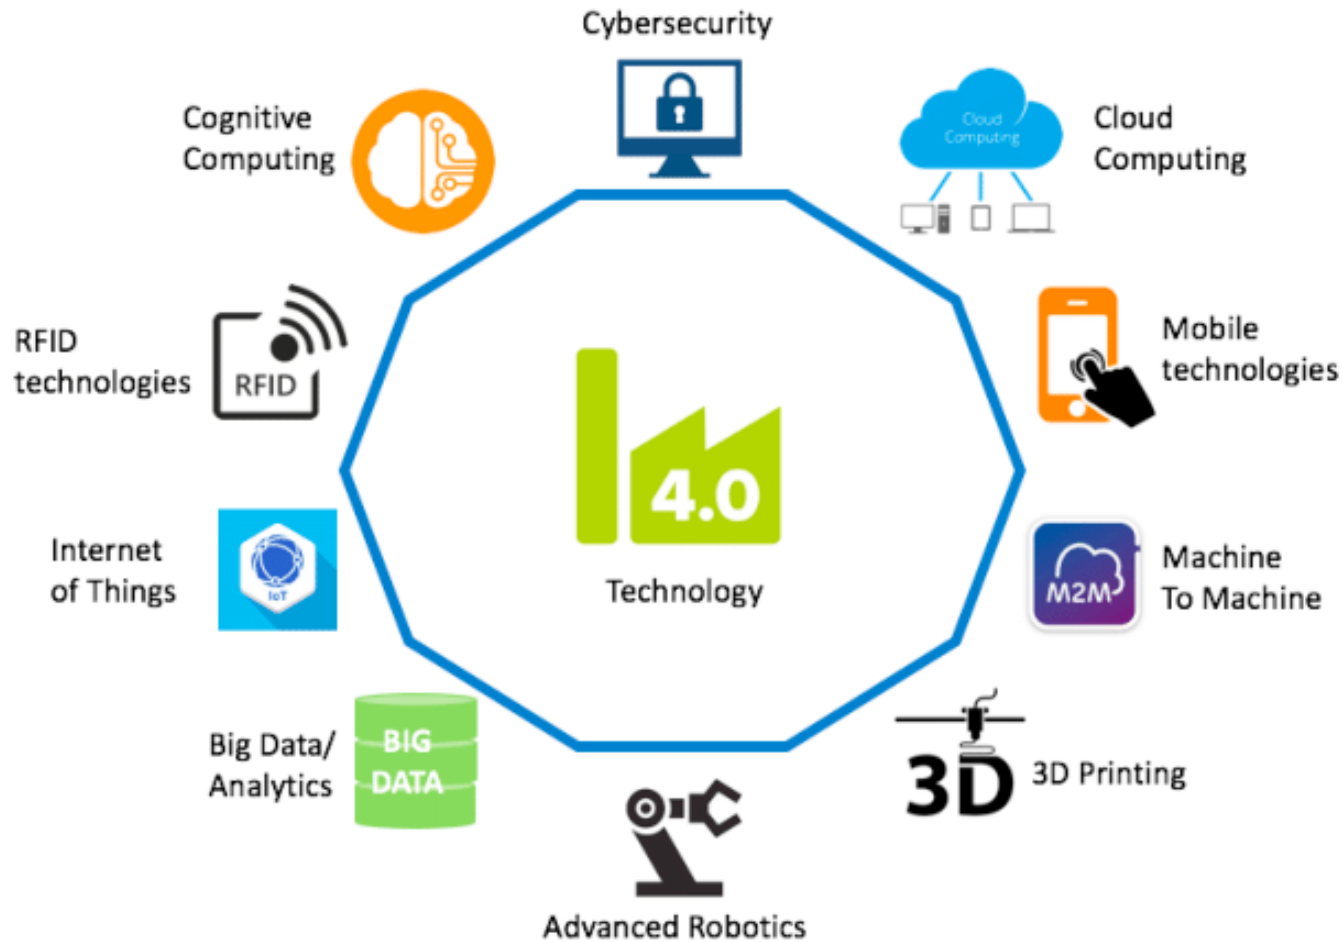 Cybersecurity
Cognitive
Computing
Cloud
Computing
Cloud
Computing
RFID
technologies
RFID
Mobile
technologies
4.0
Technology
Internet
of Things
IoT
M2M
Machine
To Machine
Big Data/
Analytics
BIG
DATA
3D
3D Printing
Advanced Robotics